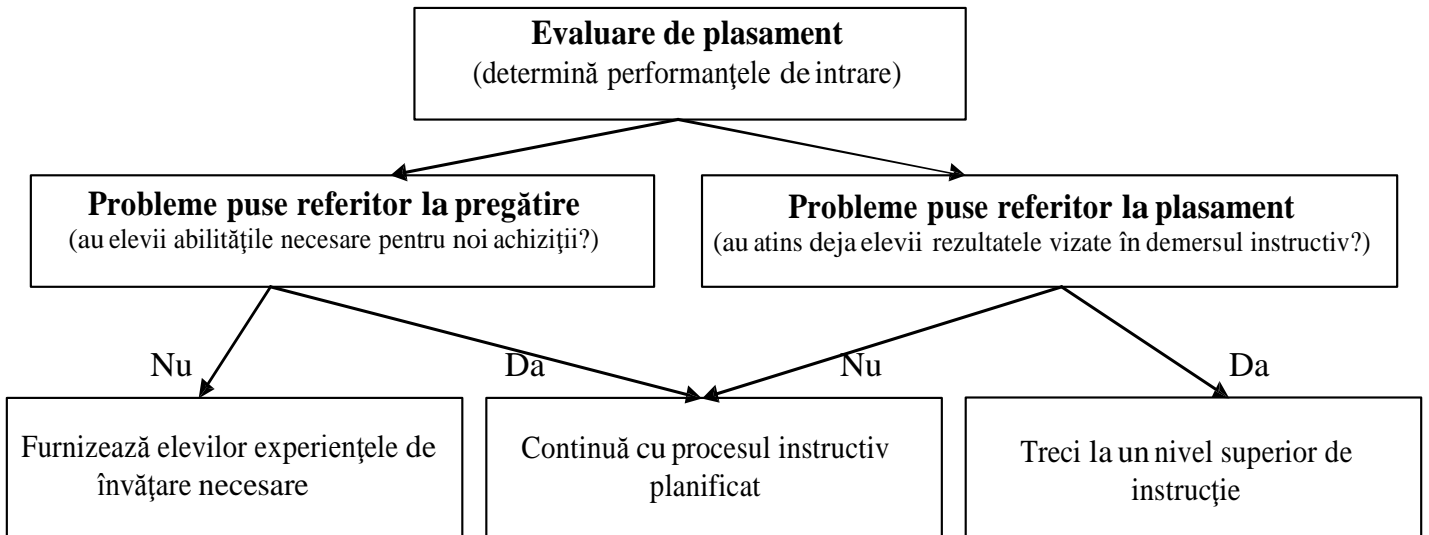 Evaluare de plasament
(determină performanţele de intrare)
Probleme puse referitor la pregătire
(au elevii abilităţile necesare pentru noi achiziţii?)
Probleme puse referitor la plasament
(au atins deja elevii rezultatele vizate în demersul instructiv?)
Nu
Da
Nu
Da
Furnizează elevilor experienţele de
învăţare necesare
Continuă cu procesul instructiv
planificat
Treci la un nivel superior de
instrucţie